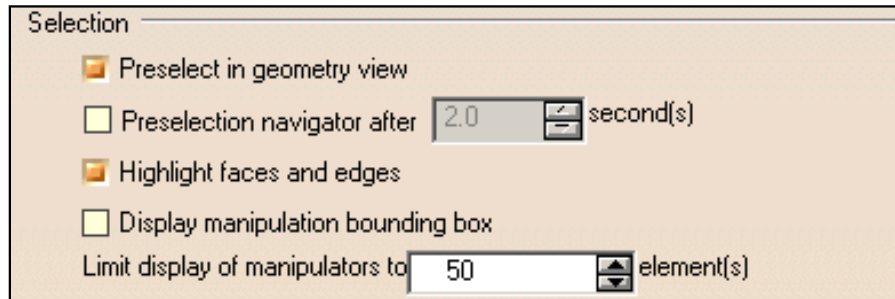 Selection
Preselect in geometry view
Preselection navigator after 2.0 second(s)
Highlight faces and edges
Display manipulation bounding box
Limit display of manipulators to 50 element(s)